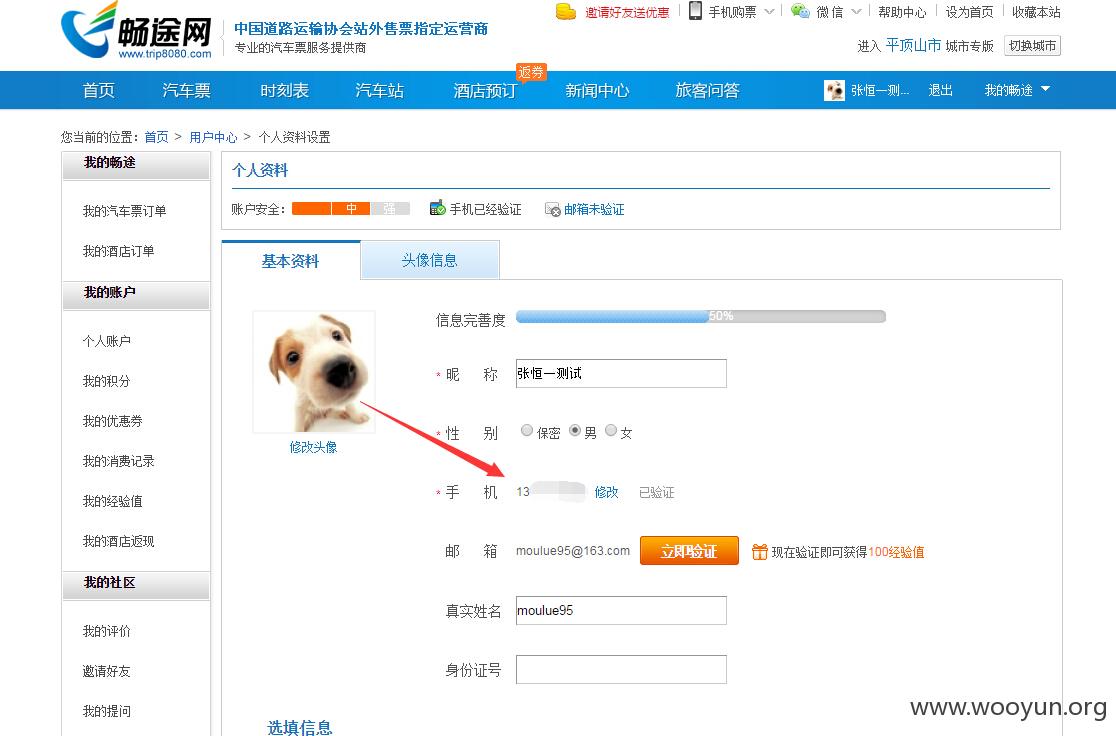 畅途网
www.trip8080.com
中国道路运输协会站外售票指定运营商
专业的汽车票服务提供商
邀请好友送优惠 手机购票 微信 帮助中心 设为首页 收藏本站
进入 平顶山市 城市专版 切换城市
返券
首页 汽车票 时刻表 汽车站 酒店预订 新闻中心 旅客问答 张恒一测... 退出 我的畅途
您当前的位置：首页 > 用户中心 > 个人资料设置
我的畅途
我的汽车票订单
我的酒店订单
我的账户
个人账户
我的积分
我的优惠券
我的消费记录
我的经验值
我的酒店返现
我的社区
我的评价
邀请好友
我的提问
个人资料
账户安全： 中 强 手机已经验证 邮箱未验证
基本资料 头像信息
修改头像
信息完善度 50%
* 昵 称 张恒一测试
* 性 别 保密 男 女
* 手 机 13 修改 已验证
邮 箱 moulue95@163.com 立即验证 现在验证即可获得100经验值
真实姓名 moulue95
身份证号
选填信息
www.wooyun.org